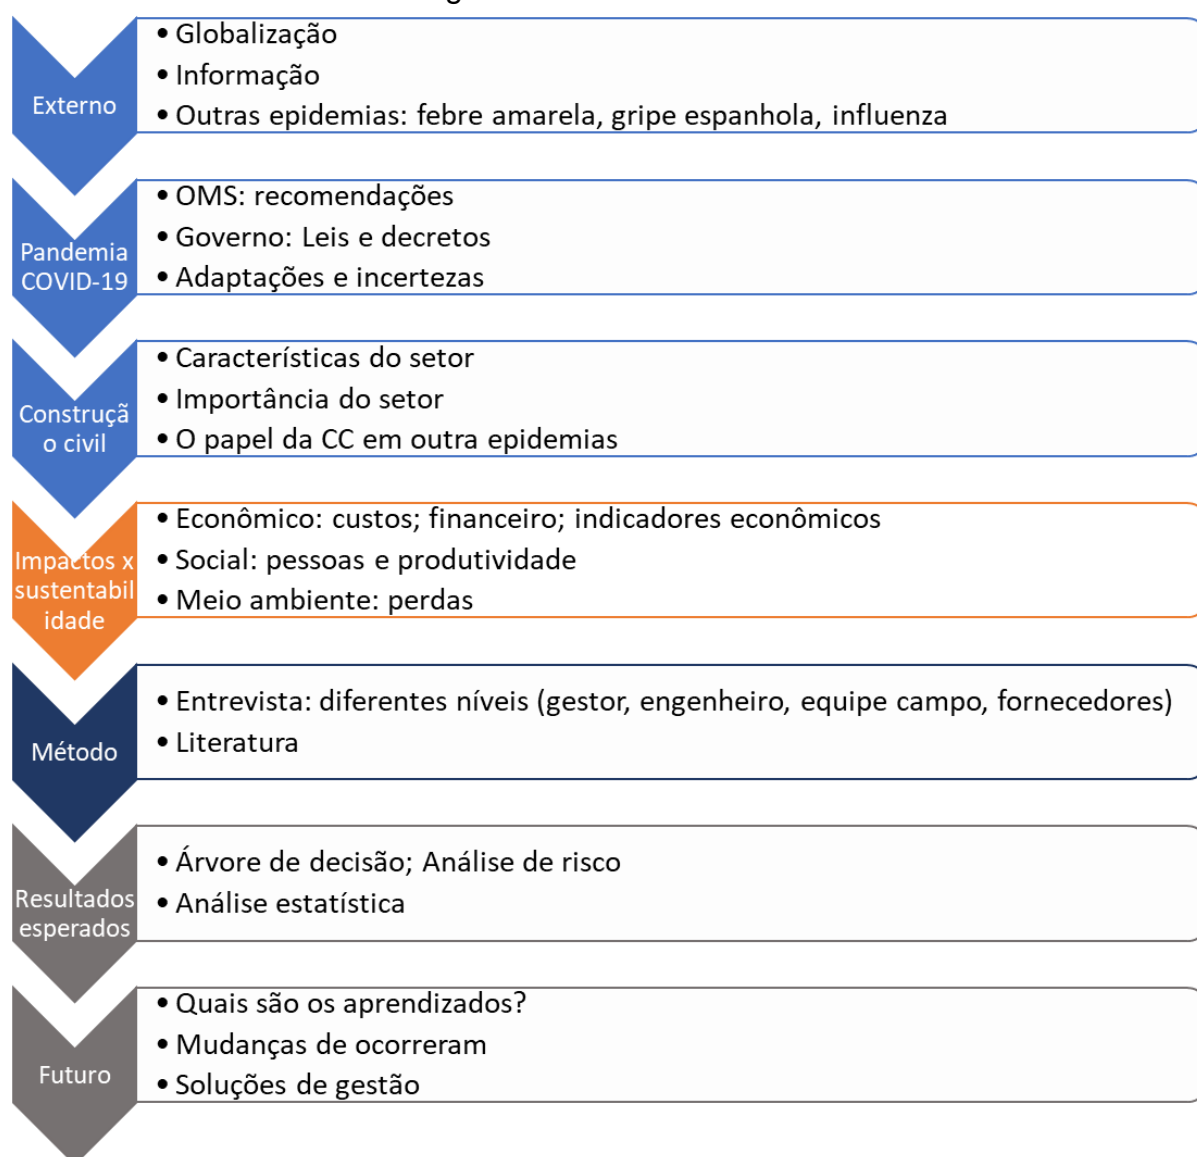 Externo
• Globalização
• Informação
• Outras epidemias: febre amarela, gripe espanhola, influenza
Pandemia
COVID-19
• OMS: recomendações
• Governo: Leis e decretos
• Adaptações e incertezas
Construçã
o civil
• Características do setor
• Importância do setor
• O papel da CC em outra epidemias
Impactos x
sustentabil
idade
• Econômico: custos; financeiro; indicadores econômicos
• Social: pessoas e produtividade
• Meio ambiente: perdas
Método
• Entrevista: diferentes níveis (gestor, engenheiro, equipe campo, fornecedores)
• Literatura
Resultados
esperados
• Árvore de decisão; Análise de risco
• Análise estatística
Futuro
• Quais são os aprendizados?
• Mudanças de ocorreram
• Soluções de gestão